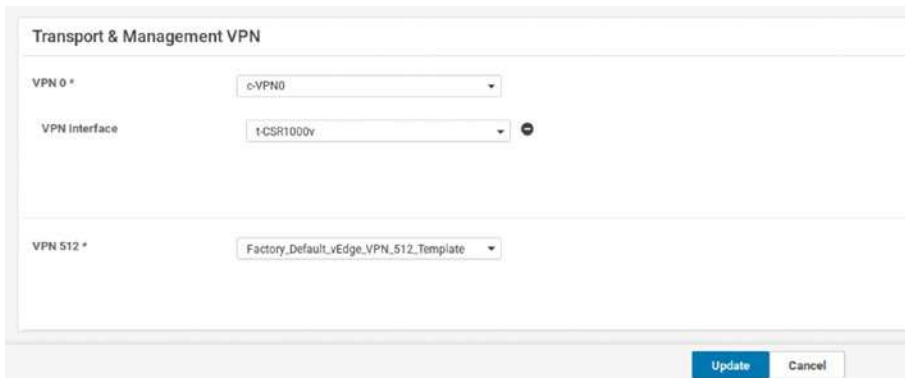 Transport & Management VPN
VPN 0 * c-VPN0
VPN Interface t-CSR1000v
VPN 512 * Factory_Default_vEdge_VPN_512_Template
Update Cancel